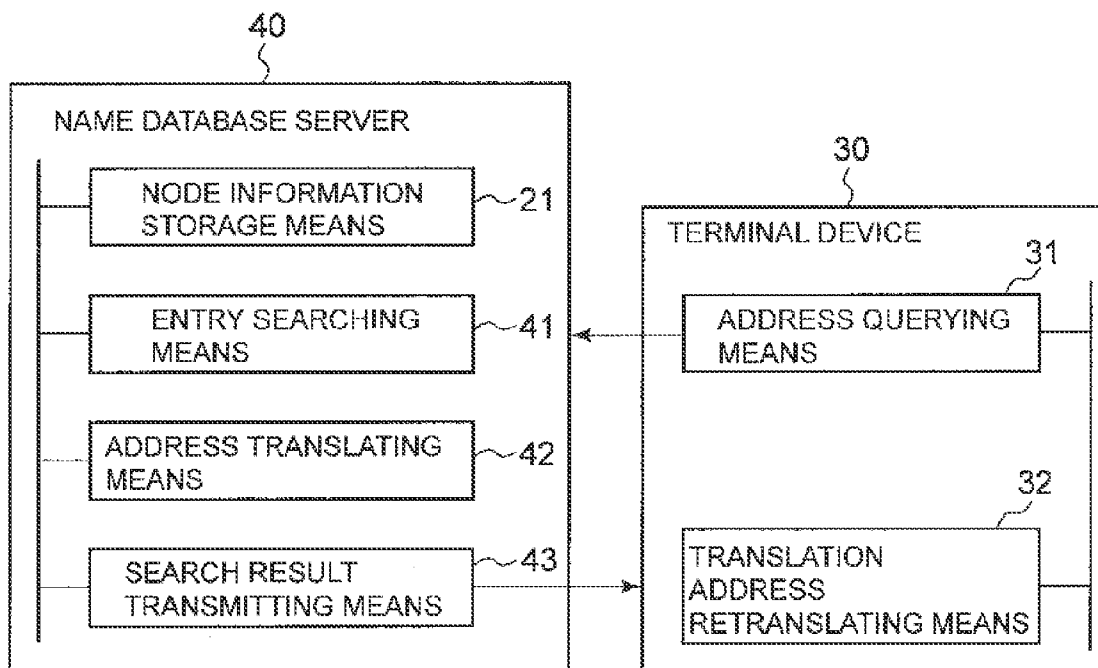 40
NAME DATABASE SERVER
NODE INFORMATION
STORAGE MEANS
21
ENTRY SEARCHING
MEANS
41
ADDRESS TRANSLATING
MEANS
42
SEARCH RESULT
TRANSMITTING MEANS
43
30
TERMINAL DEVICE
31
ADDRESS QUERYING
MEANS
32
TRANSLATION
ADDRESS
RETRANSLATING MEANS